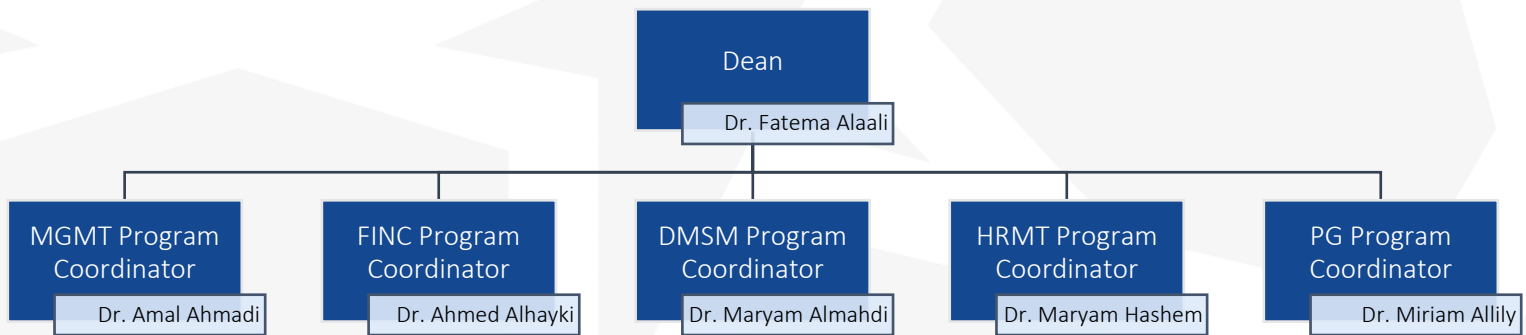 Dean
Dr. Fatema Alaali
MGMT Program
Coordinator
Dr. Amal Ahmadi
FINC Program
Coordinator
Dr. Ahmed Alhayki
DMSM Program
Coordinator
Dr. Maryam Almahdi
HRMT Program
Coordinator
Dr. Maryam Hashem
PG Program
Coordinator
Dr. Miriam Allily